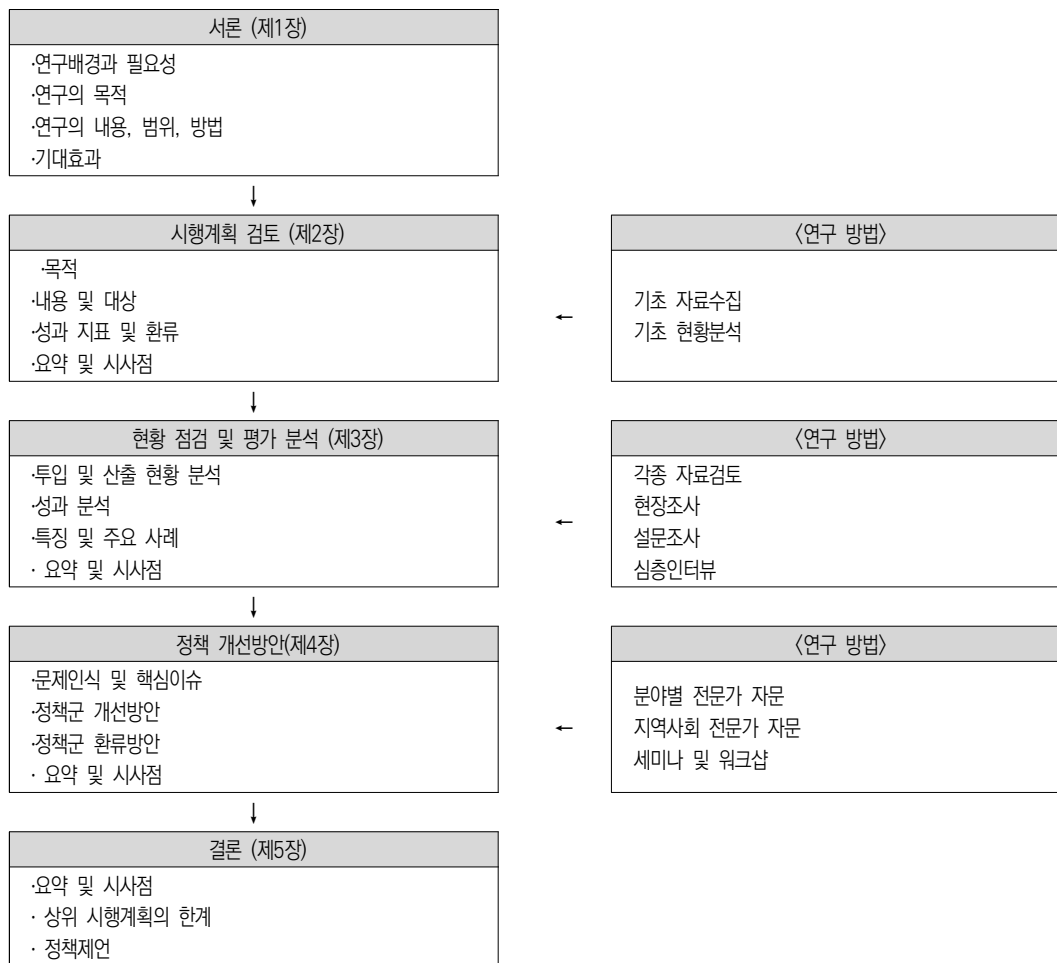 서론 (제1장)
·연구배경과 필요성
·연구의 목적
·연구의 내용, 범위, 방법
·기대효과
↓
시행계획 검토 (제2장)
·목적
·내용 및 대상
·성과 지표 및 환류
·요약 및 시사점
←
〈연구 방법〉
기초 자료수집
기초 현황분석
↓
현황 점검 및 평가 분석 (제3장)
·투입 및 산출 현황 분석
·성과 분석
·특징 및 주요 사례
· 요약 및 시사점
←
〈연구 방법〉
각종 자료검토
현장조사
설문조사
심층인터뷰
↓
정책 개선방안(제4장)
·문제인식 및 핵심이슈
·정책군 개선방안
·정책군 환류방안
· 요약 및 시사점
←
〈연구 방법〉
분야별 전문가 자문
지역사회 전문가 자문
세미나 및 워크샵
↓
결론 (제5장)
·요약 및 시사점
· 상위 시행계획의 한계
· 정책제언